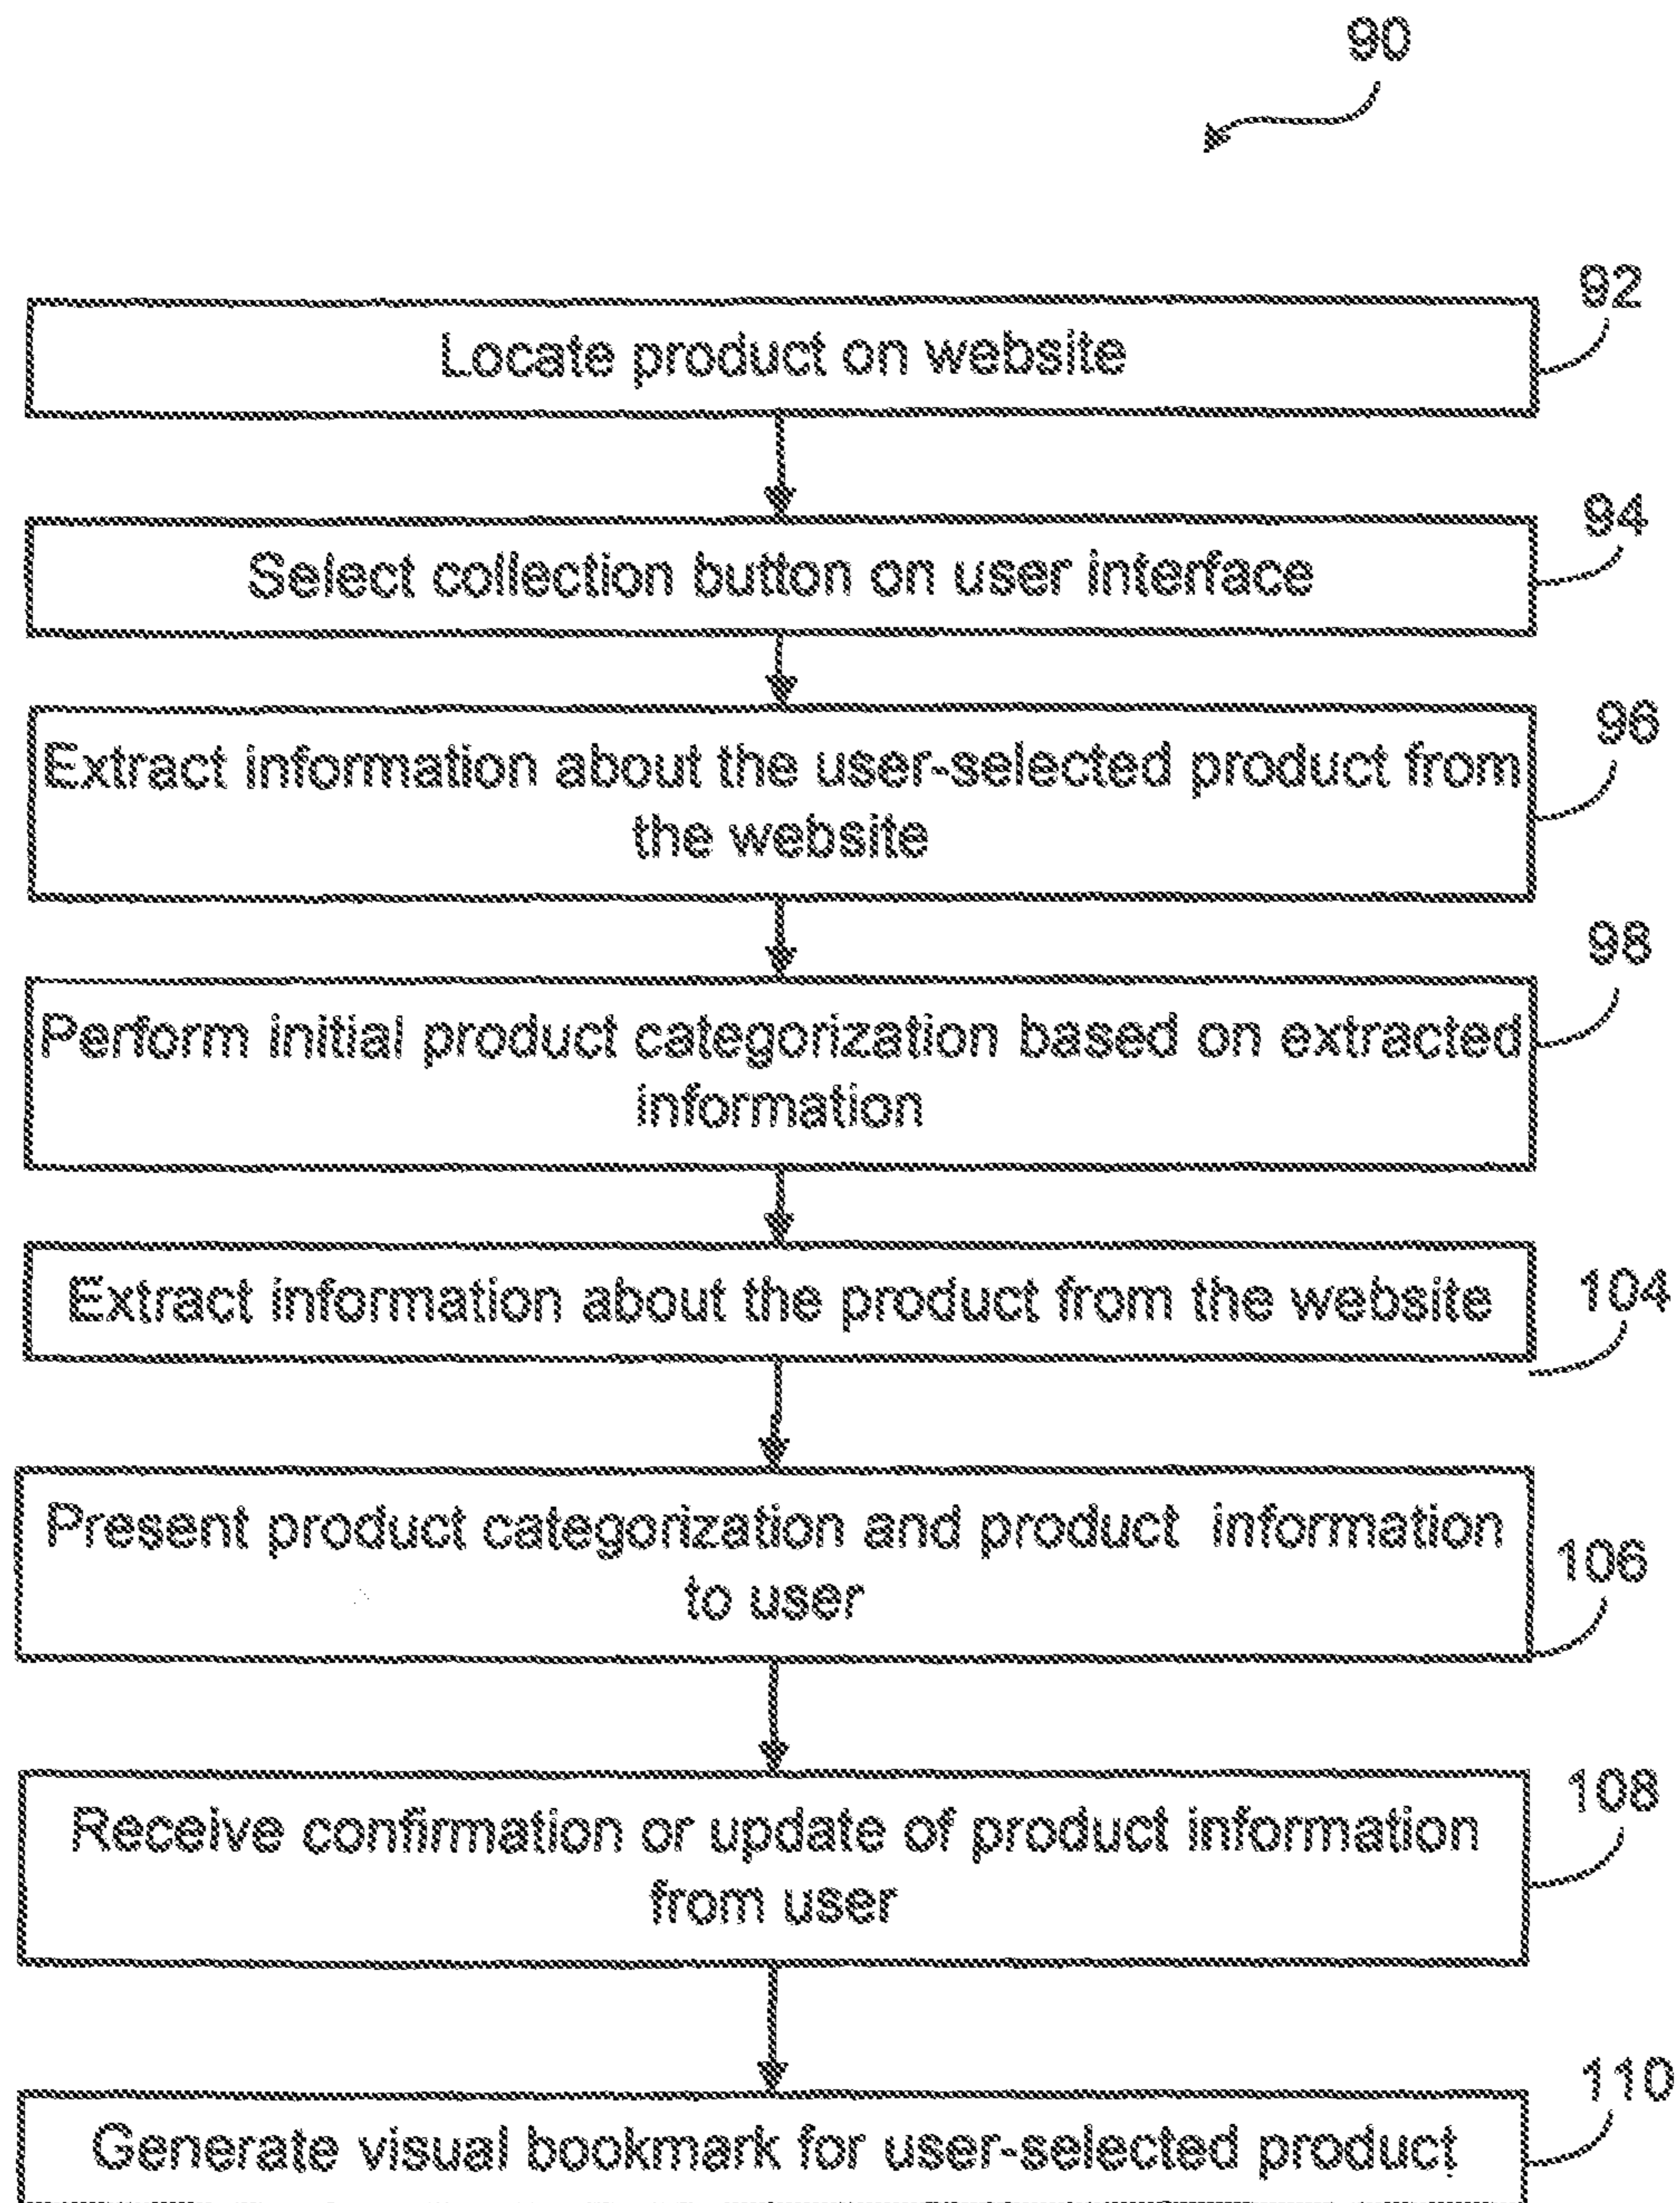 90
92
Locate product on website
94
Select collection button on user interface
96
Extract information about the user-selected product from
the website
98
Perform initial product categorization based on extracted
information
104
Extract information about the product from the website
Present product categorization and product information
to user
106
108
Receive confirmation or update of product information
from user
110
Generate visual bookmark for user-selected product